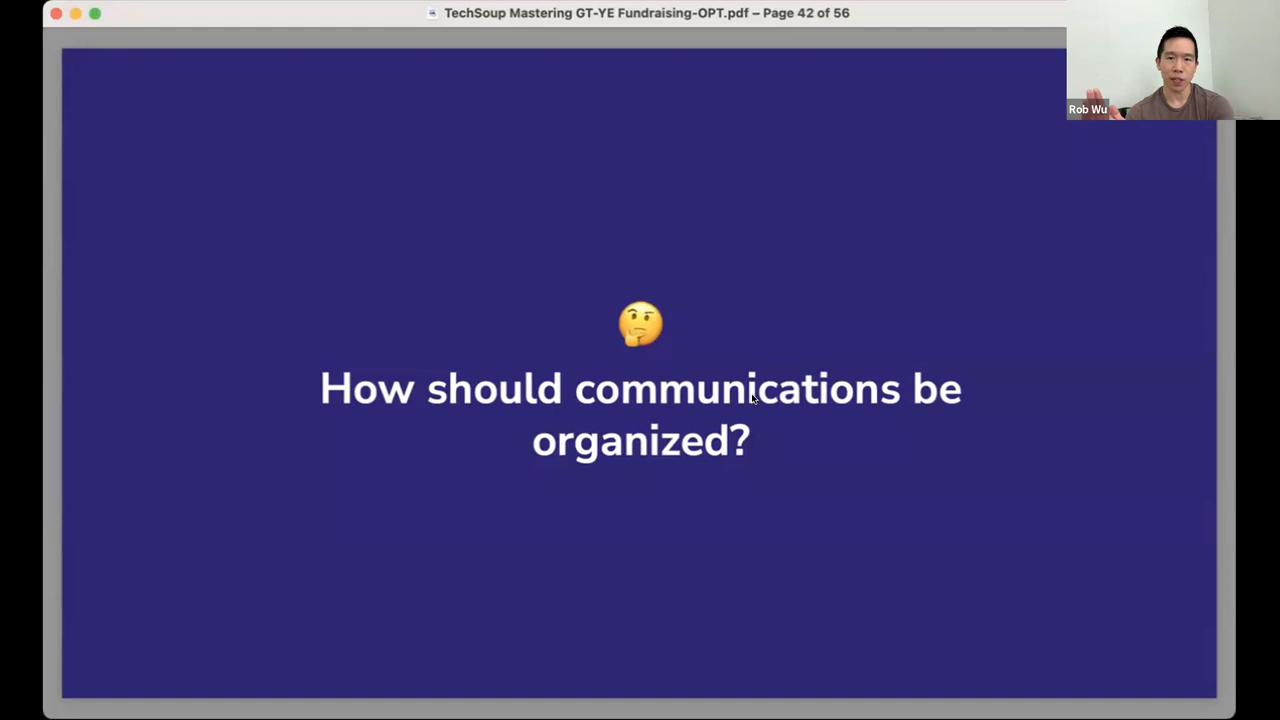 TechSoup Mastering GT-YE Fundraising-OPT.pdf – Page 42 of 56
Rob Wu
How should communications be
organized?